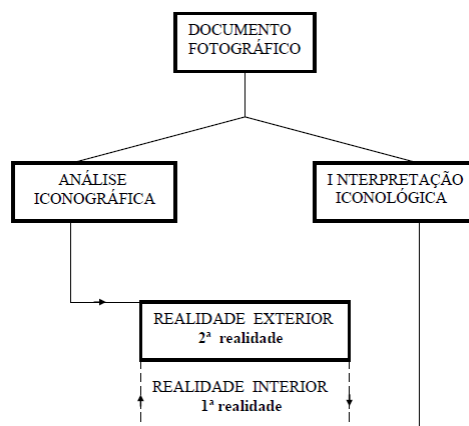 DOCUMENTO
FOTOGRÁFICO
ANÁLISE
ICONOGRÁFICA
I NTERPRETAÇÃO
ICONOLÓGICA
REALIDADE EXTERIOR
2ª realidade
REALIDADE INTERIOR
1ª realidade